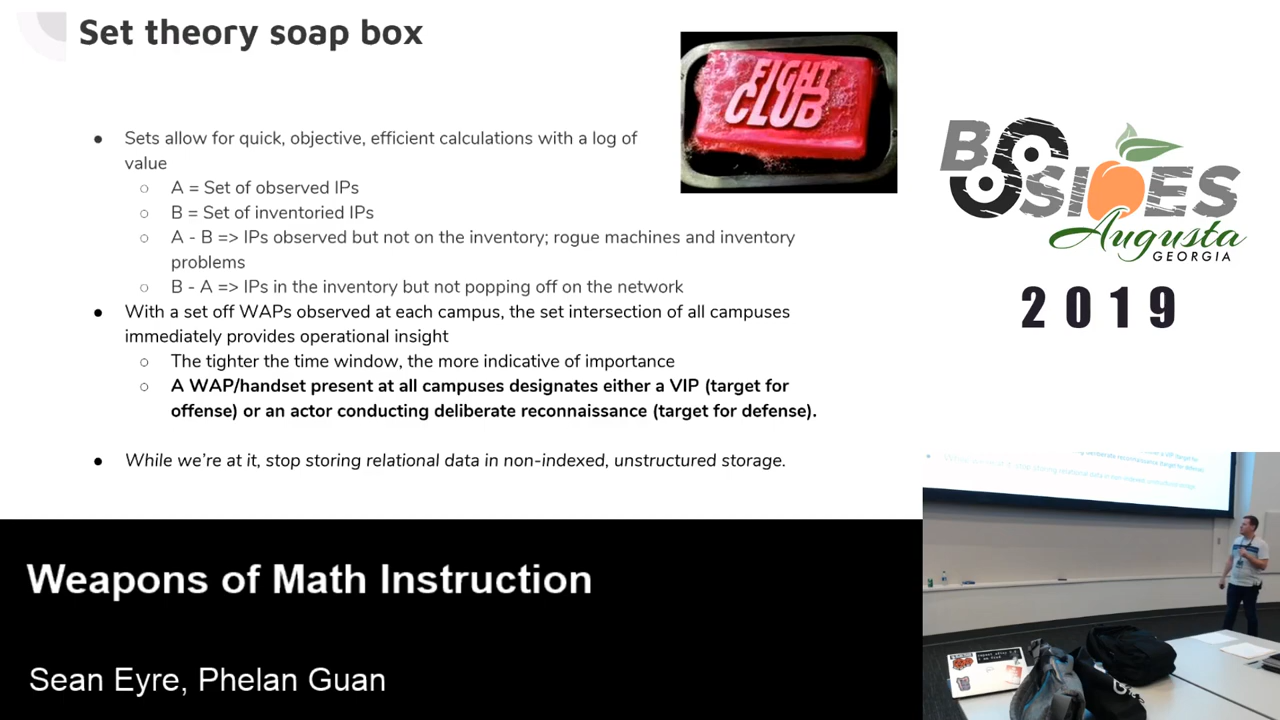 Set theory soap box
FIGHT
CLUB
● Sets allow for quick, objective, efficient calculations with a log of
value
○ A = Set of observed IPs
○ B = Set of inventoried IPs
○ A - B => IPs observed but not on the inventory; rogue machines and inventory
problems
○ B - A => IPs in the inventory but not popping off on the network
● With a set off WAPs observed at each campus, the set intersection of all campuses
immediately provides operational insight
○ The tighter the time window, the more indicative of importance
○ A WAP/handset present at all campuses designates either a VIP (target for
offense) or an actor conducting deliberate reconnaissance (target for defense).
● While we're at it, stop storing relational data in non-indexed, unstructured storage.
BSIDES
Augusta
GEORGIA
2019
Weapons of Math Instruction
Sean Eyre, Phelan Guan